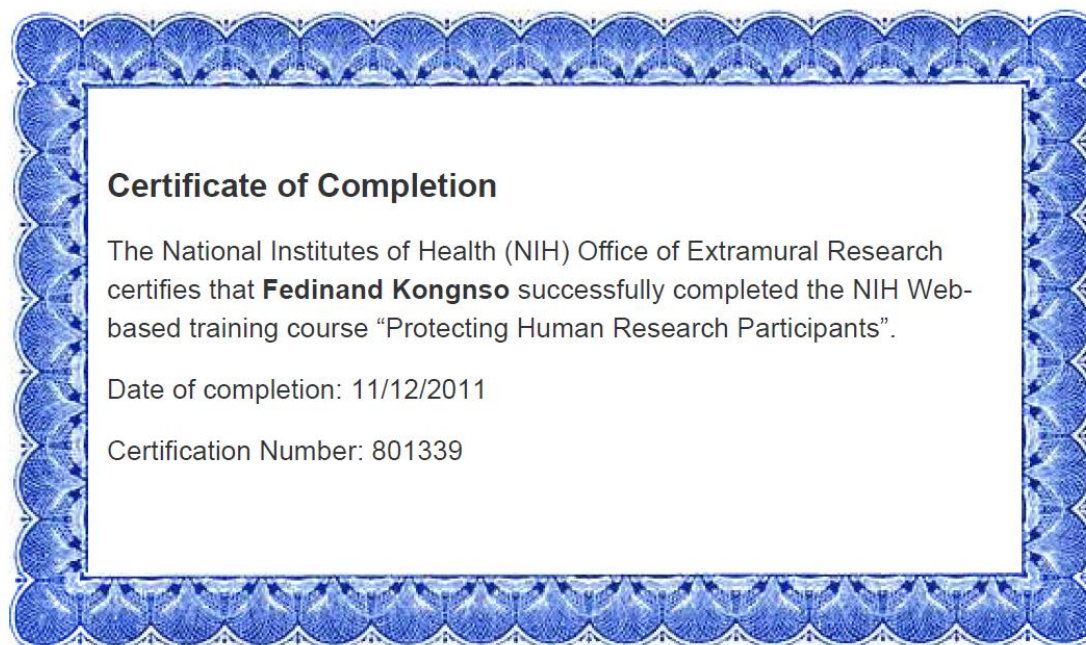 Certificate of Completion
The National Institutes of Health (NIH) Office of Extramural Research
certifies that Fedinand Kongnso successfully completed the NIH Web-
based training course “Protecting Human Research Participants”.
Date of completion: 11/12/2011
Certification Number: 801339